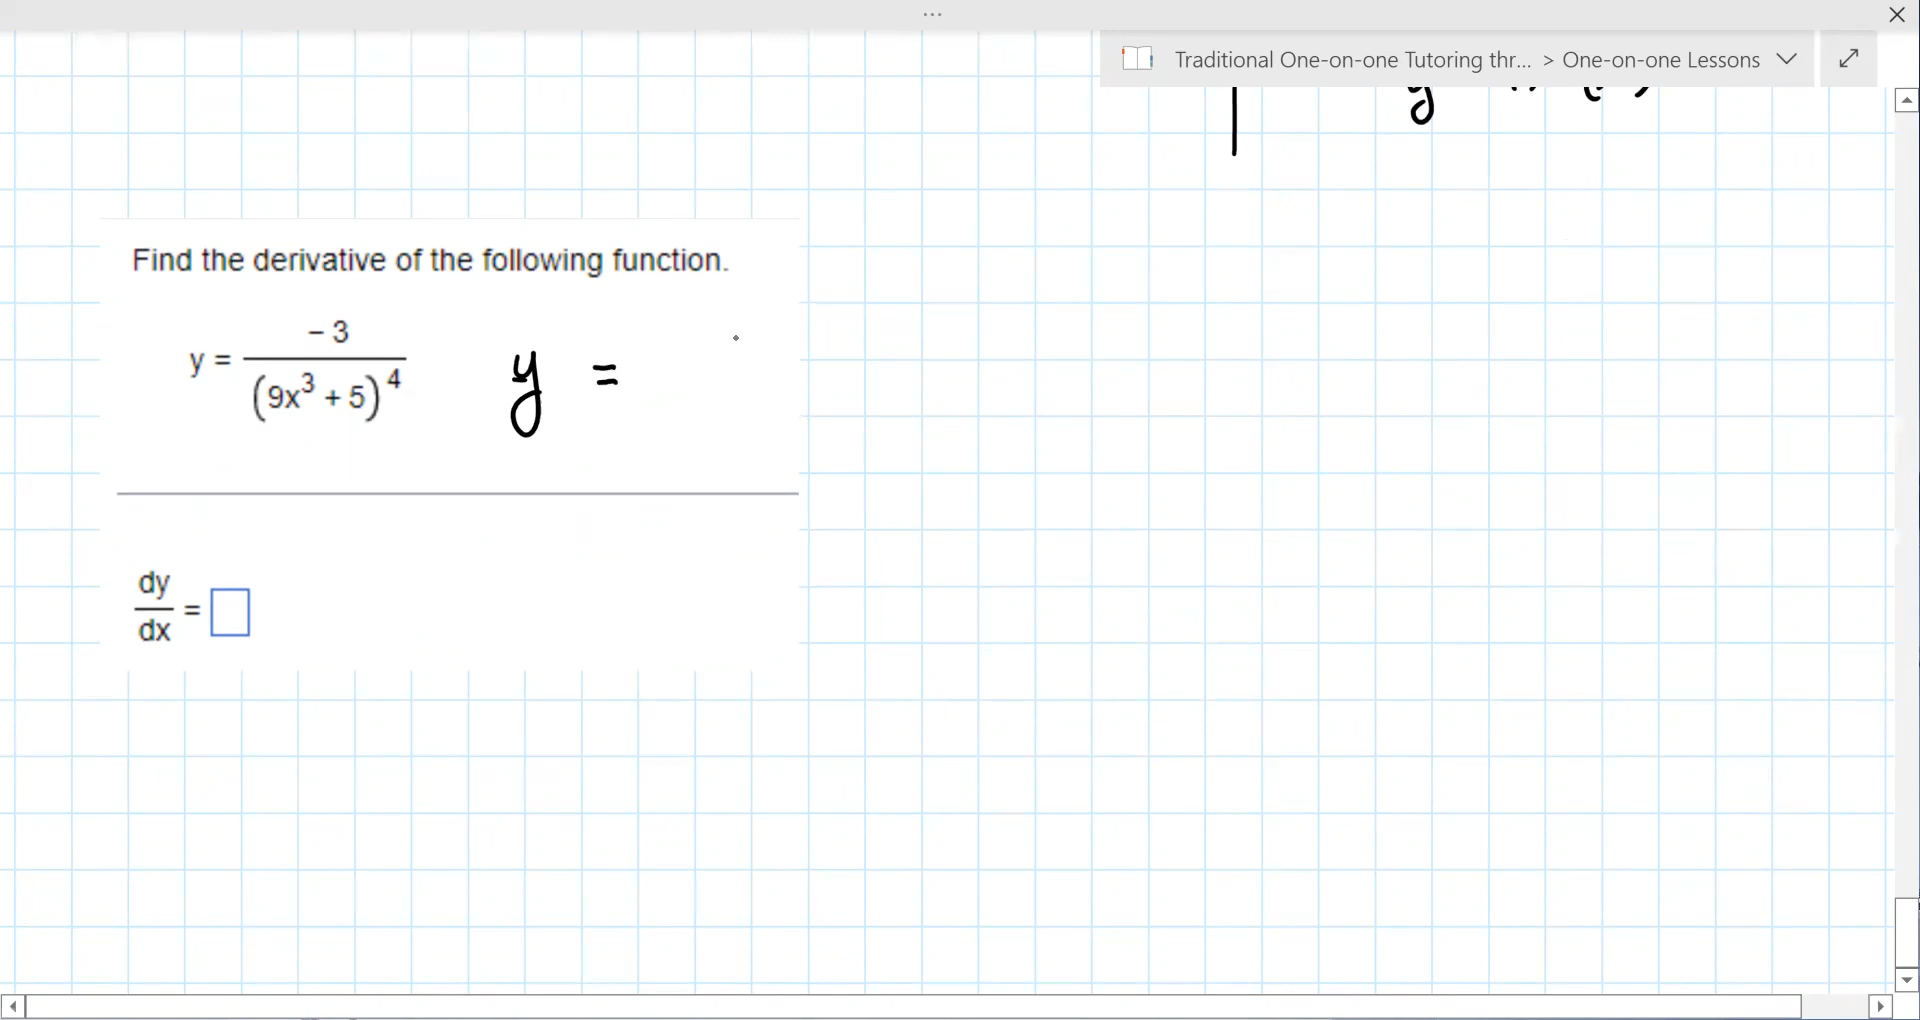 Traditional One-on-one Tutoring thr... > One-on-one Lessons
Find the derivative of the following function.
y = -3 / (9x³ + 5)⁴
y =
dy/dx =